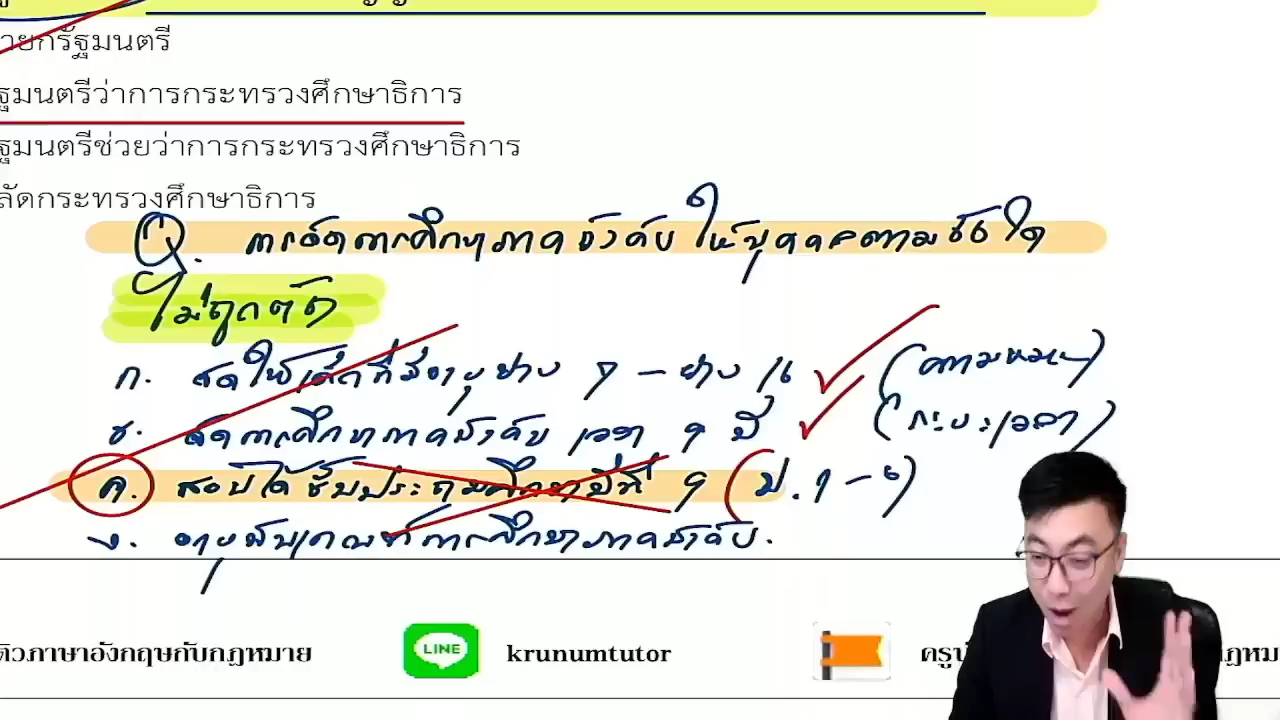 ายกรัฐมนตรี
ฐมนตรีว่าการกระทรวงศึกษาธิการ
ฐมนตรีช่วยว่าการกระทรวงศึกษาธิการ
ลัดกระทรวงศึกษาธิการ
Q. การจัดการศึกษาภาคบังคับ ให้บุคคลตามข้อใด
ไม่ถูกต้อง
ก. จัดให้เด็กที่มีอายุย่าง 7 - ย่าง 16 (ความหมาย)
ข. จัดการศึกษาภาคบังคับ เวลา 9 ปี (ระยะเวลา)
ค. สอบได้ชั้นประถมศึกษาปีที่ 9 (ป.1-6)
ง. อายุพ้นเกณฑ์การศึกษาภาคบังคับ.
ติวภาษาอังกฤษกับกฎหมาย LINE krunumtutor